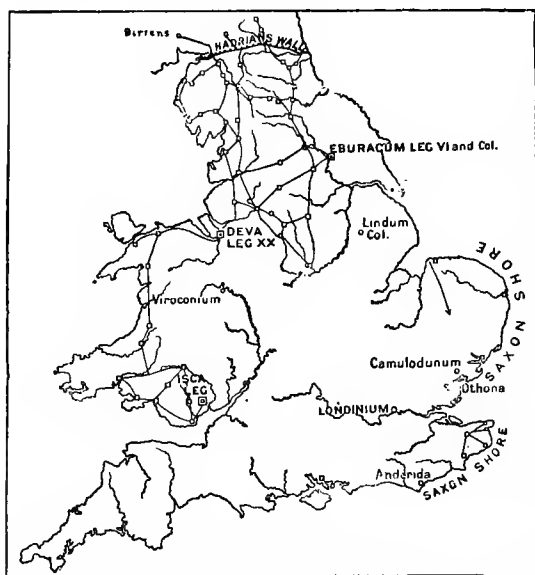 Birrens
HADRIANS WALL
EBURACUM LEG VI and Col.
DEVA
LEG XX
Lindum
Col.
Viroconium
SAXON SHORE
Camulodunum
Othona
ISCA
LEG
LONDINIUM
Anderida
SAXON SHORE